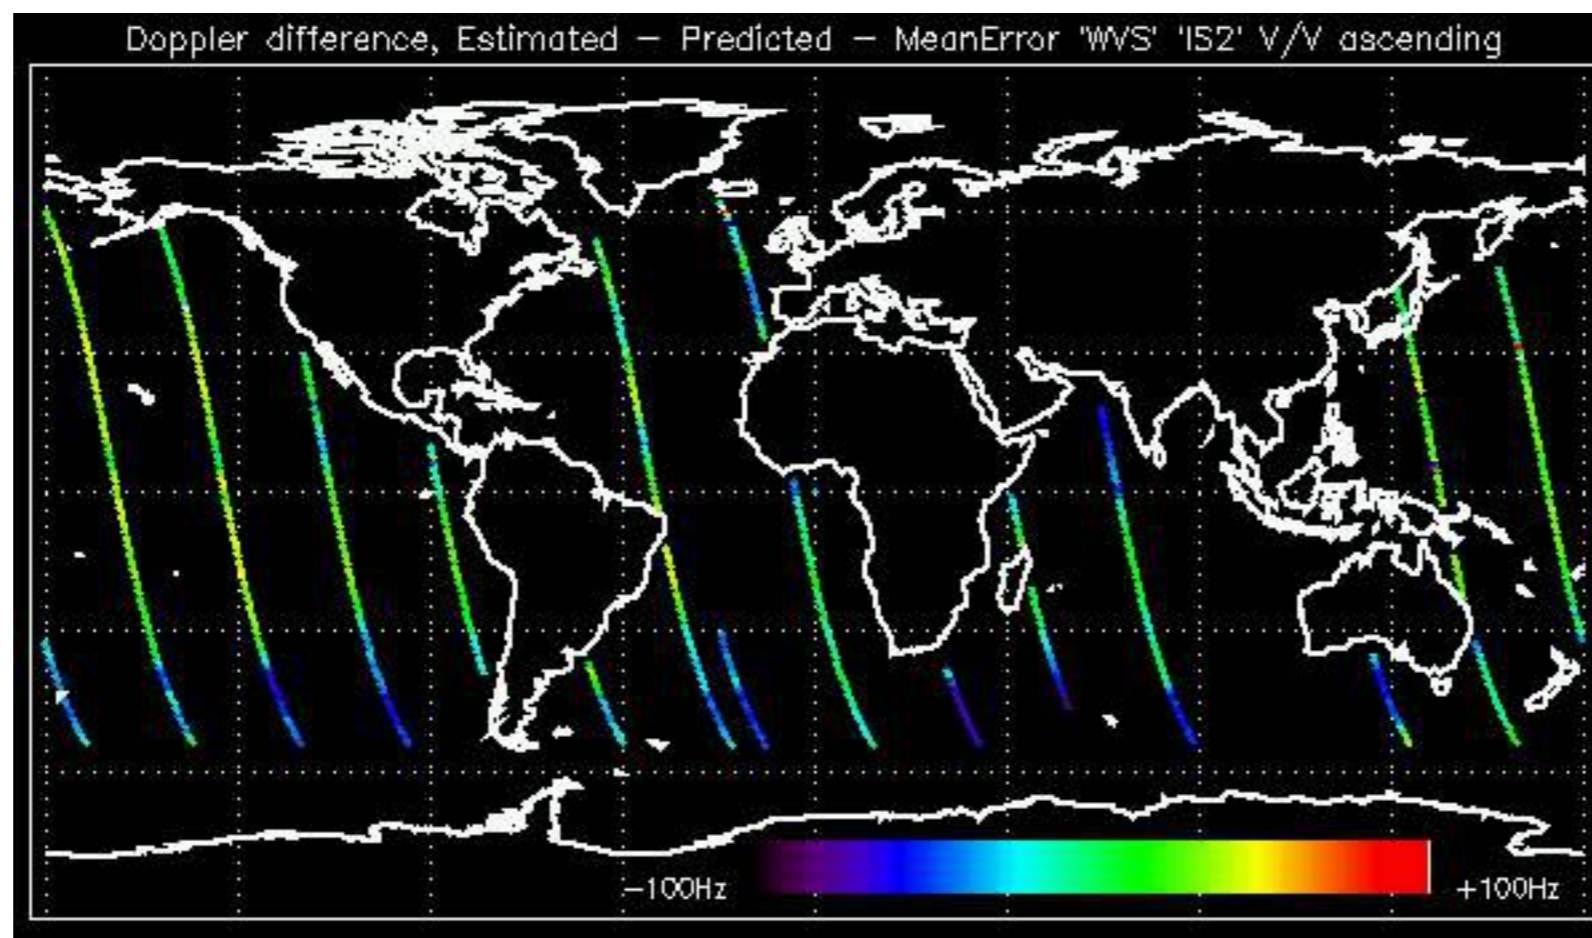 Doppler difference, Estimated – Predicted – MeanError 'WVS' 'IS2' V/V ascending
–100Hz
+100Hz